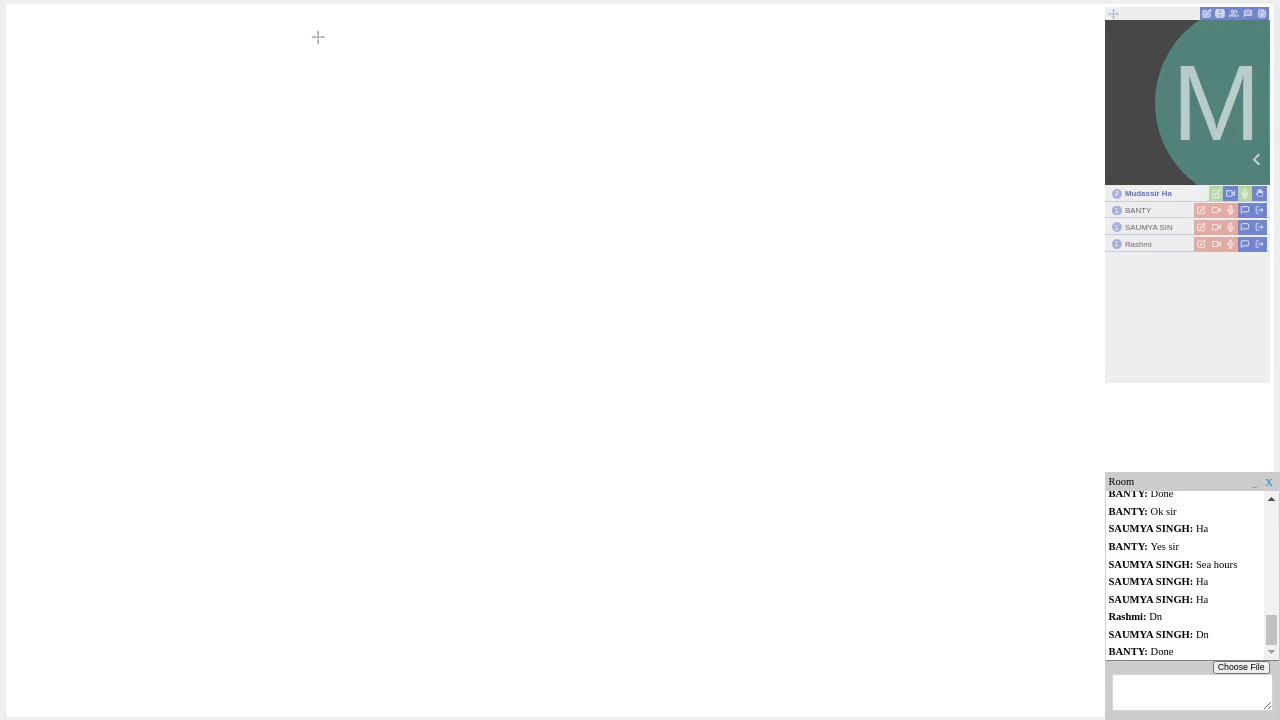 M
Mudassir Ha
BANTY
SAUMYA SIN
Rashmi
Room
_ X
BANTY: Done
BANTY: Ok sir
SAUMYA SINGH: Ha
BANTY: Yes sir
SAUMYA SINGH: Sea hours
SAUMYA SINGH: Ha
SAUMYA SINGH: Ha
Rashmi: Dn
SAUMYA SINGH: Dn
BANTY: Done
Choose File